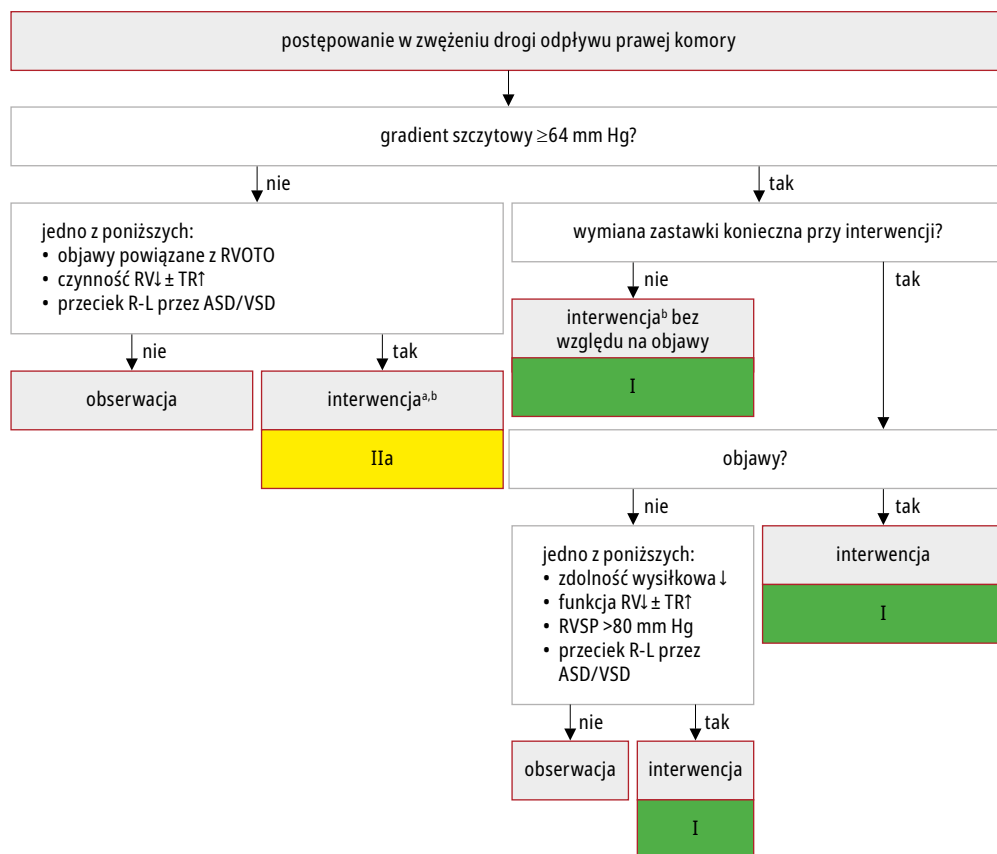 postępowanie w zwężeniu drogi odpływu prawej komory
gradient szczytowy ≥64 mm Hg?
nie
tak
jedno z poniższych:
• objawy powiązane z RVOTO
• czynność RV↓ ± TR↑
• przeciek R-L przez ASD/VSD
wymiana zastawki konieczna przy interwencji?
nie
tak
nie
tak
interwencjaᵇ bez
względu na objawy
I
obserwacja
interwencjaᵃ,ᵇ
IIa
objawy?
nie
tak
jedno z poniższych:
• zdolność wysiłkowa ↓
• funkcja RV↓ ± TR↑
• RVSP >80 mm Hg
• przeciek R-L przez
ASD/VSD
interwencja
I
nie
tak
obserwacja
interwencja
I